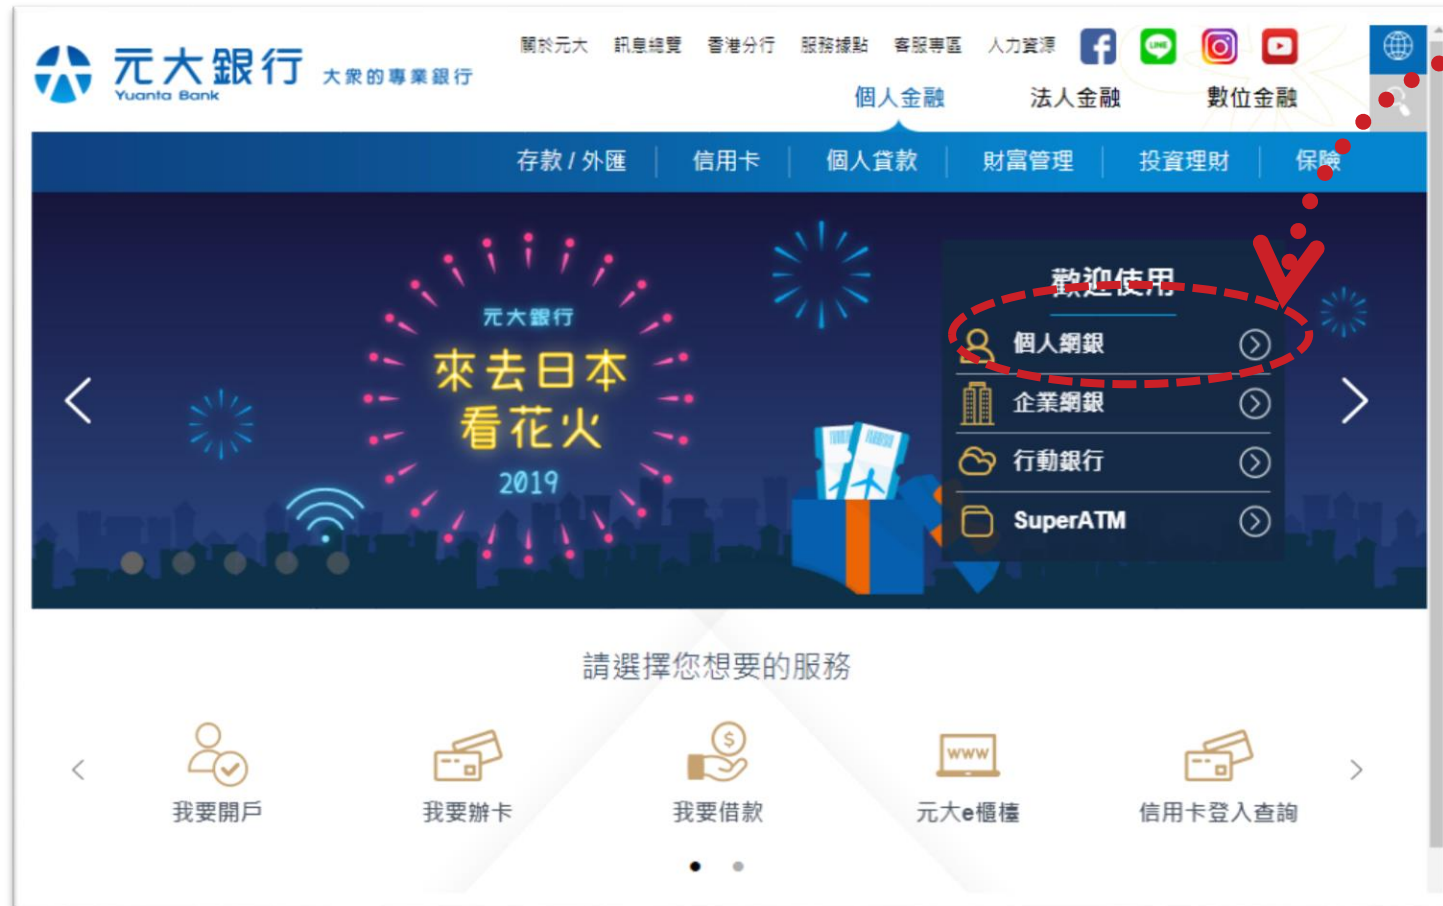 元大銀行 大衆的專業銀行
Yuanta Bank
關於元大 訊息總覽 香港分行 服務據點 客服專區 人力資源
LINE
個人金融 法人金融 數位金融
存款 / 外匯 信用卡 個人貸款 財富管理 投資理財 保險
元大銀行
來去日本
看花火
2019
歡迎使用
個人網銀
企業網銀
行動銀行
SuperATM
請選擇您想要的服務
$
WWW
我要開戶 我要辦卡 我要借款 元大e櫃檯 信用卡登入查詢